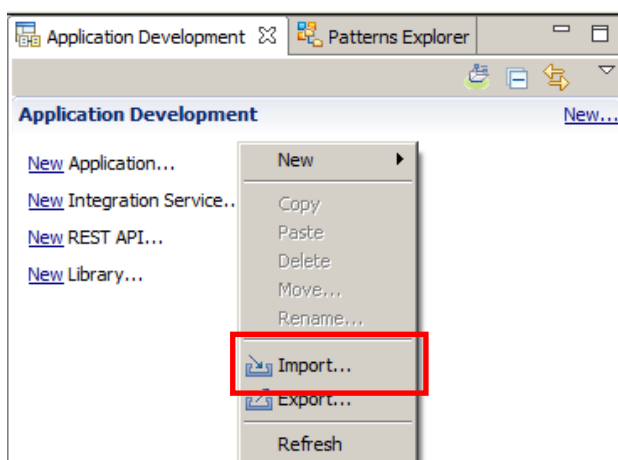 Application Development Patterns Explorer
Application Development New...
New Application...
New Integration Service..
New REST API...
New Library...
New
Copy
Paste
Delete
Move...
Rename...
Import...
Export...
Refresh